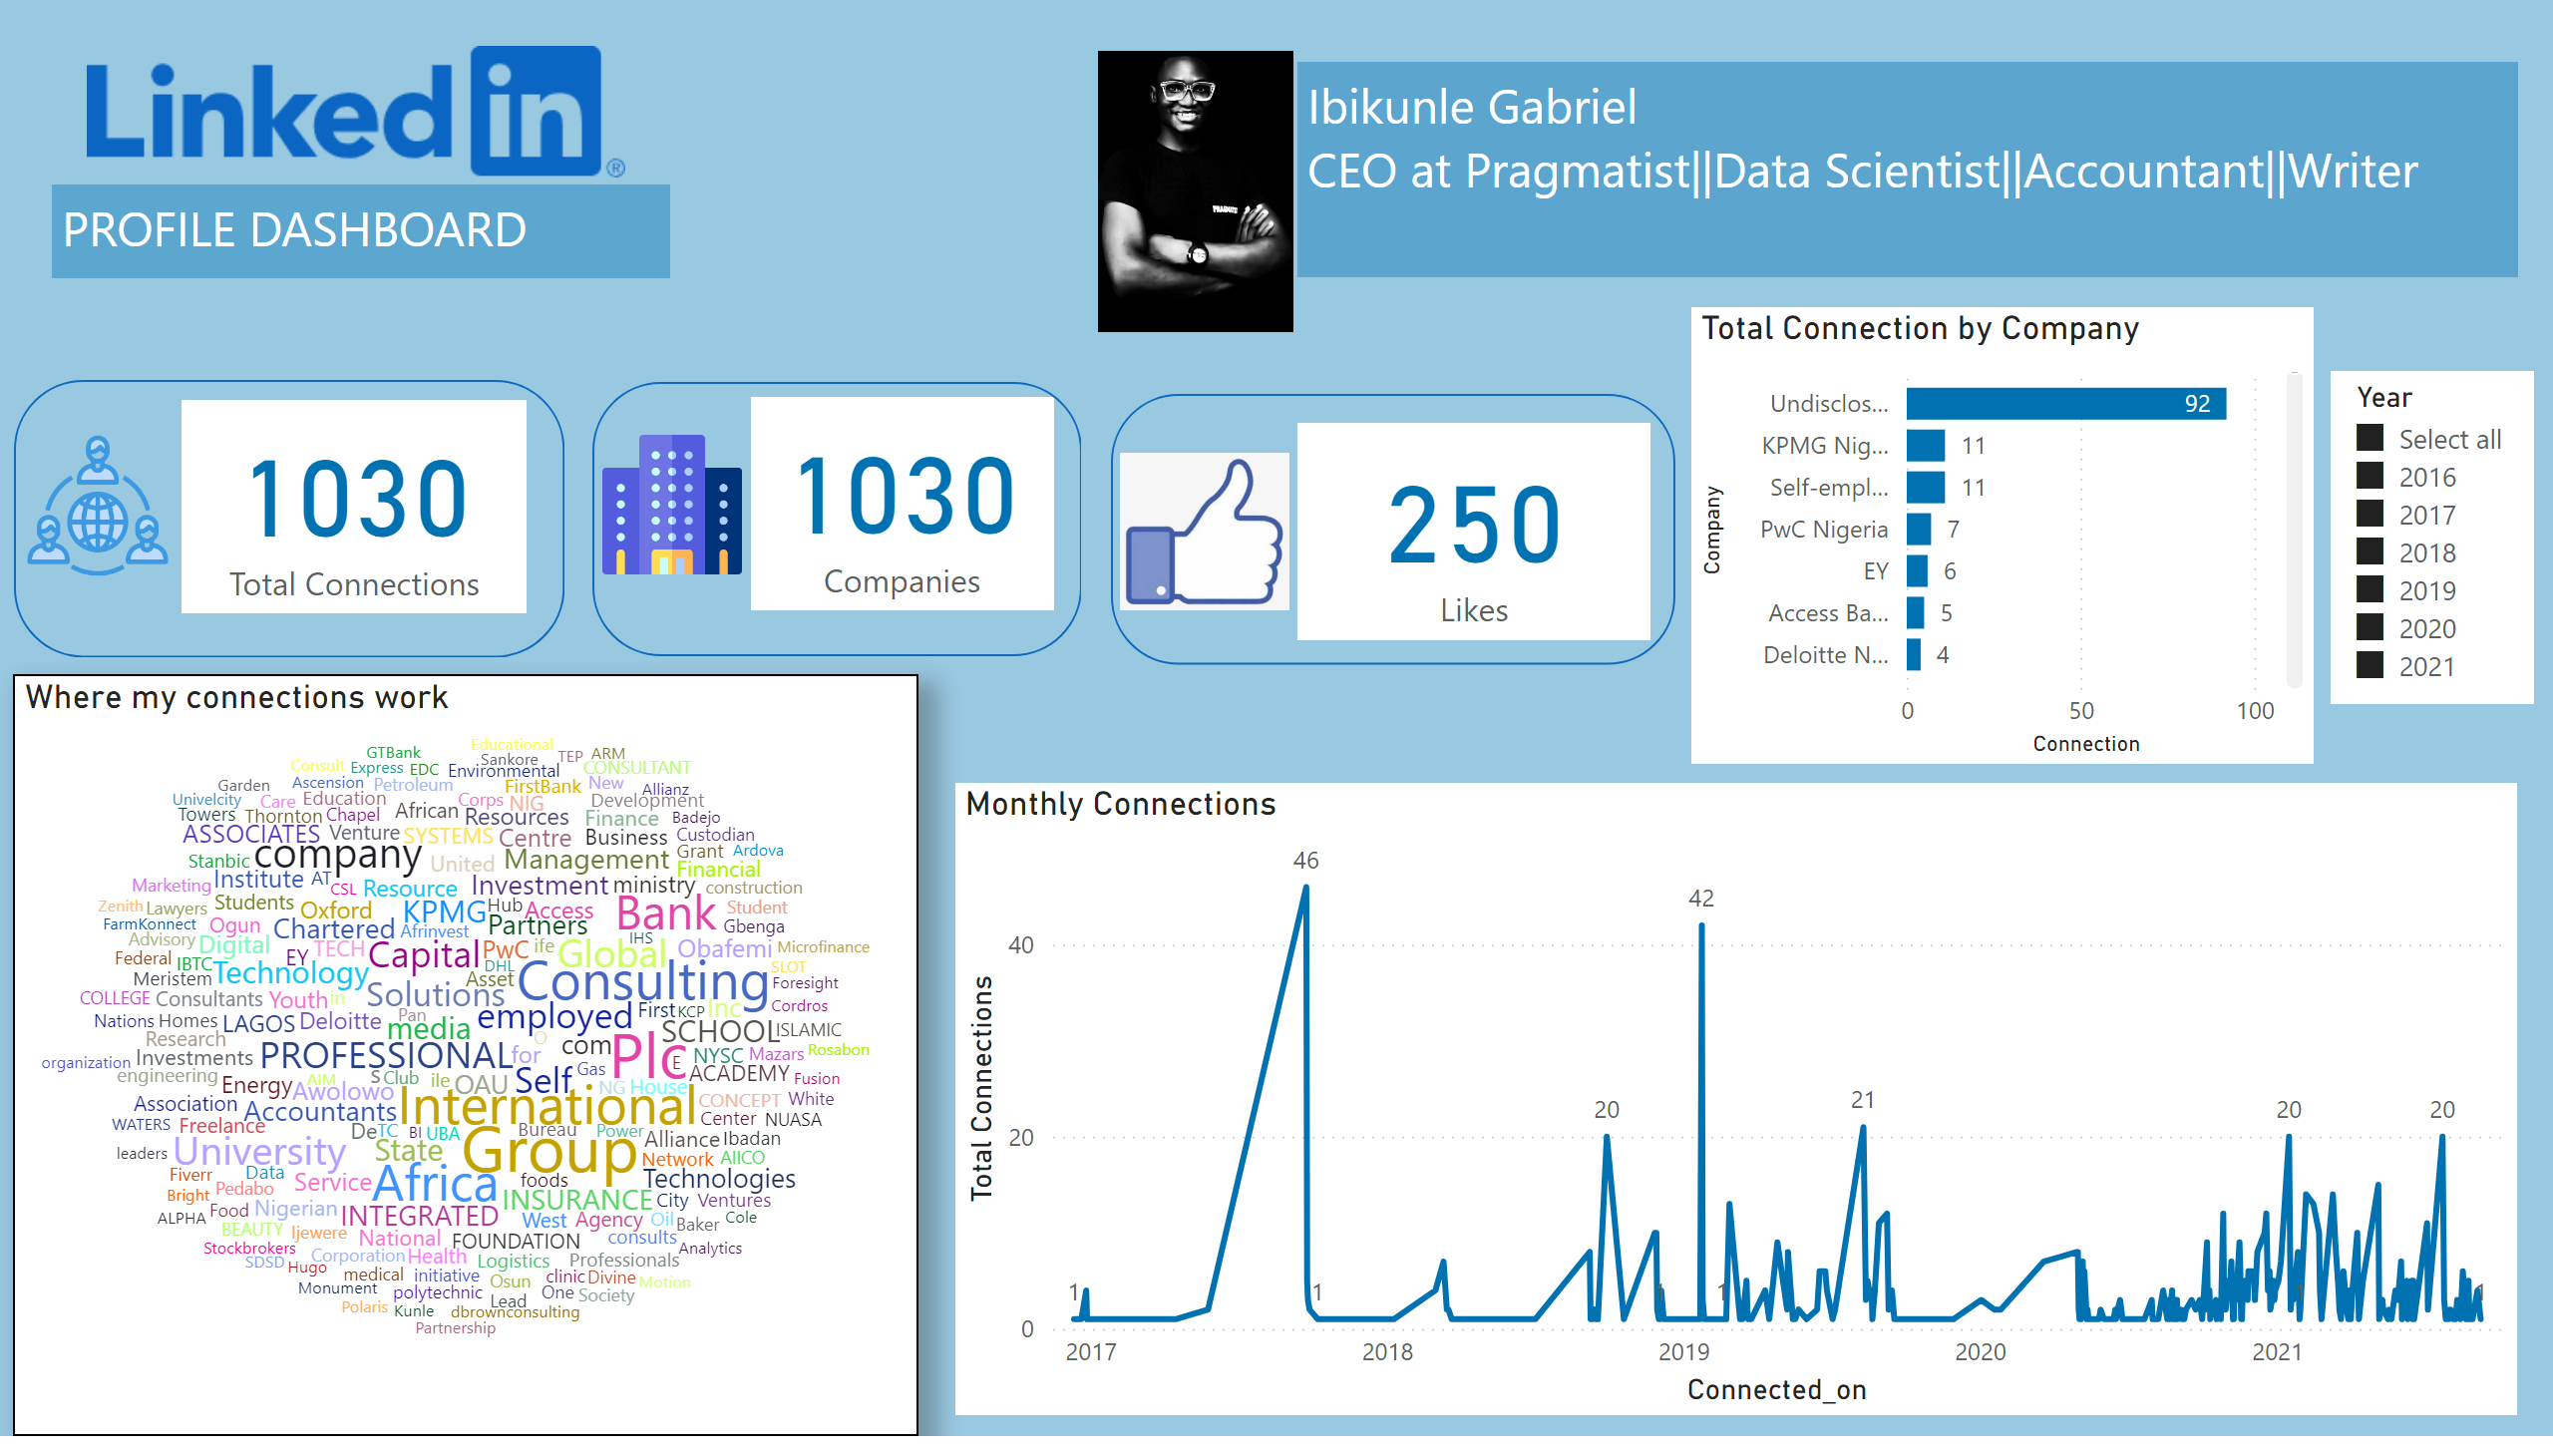 Linked in ®
PROFILE DASHBOARD
Ibikunle Gabriel
CEO at Pragmatist||Data Scientist||Accountant||Writer
1030
Total Connections
1030
Companies
250
Likes
Total Connection by Company
Company
Undisclos... 92
KPMG Nig... 11
Self-empl... 11
PwC Nigeria 7
EY 6
Access Ba... 5
Deloitte N... 4
0 50 100
Connection
Year
Select all
2016
2017
2018
2019
2020
2021
Where my connections work
Educational
GTBank Sankore TEP ARM
Consult Express EDC Environmental CONSULTANT
Garden Ascension Petroleum FirstBank New Allianz
Univelcity Care Education Corps NIG Development
Towers Thornton Chapel African Resources Finance Badejo
ASSOCIATES Venture SYSTEMS Centre Business Custodian
Stanbic company United Management Grant Ardova
Financial
Marketing Institute AT CSL Resource Investment ministry construction
Zenith Lawyers Students Oxford KPMG Hub Access Bank Student
FarmKonnect Ogun Chartered Afrinvest Partners Gbenga
Advisory Digital EY TECH Capital PwC ife Global IHS Obafemi Microfinance
Federal IBTC Technology DHL SLOT
Meristem Asset Consulting Foresight
COLLEGE Consultants Youth in Solutions Cordros
Nations Homes LAGOS Deloitte Pan media employed First KCP Inc SCHOOL ISLAMIC
Research O
organization Investments PROFESSIONAL for com Plc E NYSC Mazars Rosabon
engineering Energy AIM S Club ile OAU Self Gas NG House ACADEMY Fusion
Awolowo CONCEPT White
Association Accountants International Center NUASA
WATERS Freelance De TC BI UBA Bureau Power Alliance Ibadan
leaders University State Group Network AIICO
Fiverr Data Service Africa foods Technologies
Bright Pedabo INSURANCE City Ventures
ALPHA Food Nigerian INTEGRATED West Agency Oil Baker Cole
BEAUTY Ijewere National FOUNDATION consults
Stockbrokers Corporation Health Logistics Professionals Analytics
SDSD Hugo medical initiative Osun clinic Divine Motion
Monument polytechnic Lead One Society
Polaris Kunle dbrownconsulting
Partnership
Monthly Connections
Total Connections
46
42
40
20 21 20 20
20
1 1 1 1 1 1
0
2017 2018 2019 2020 2021
Connected_on